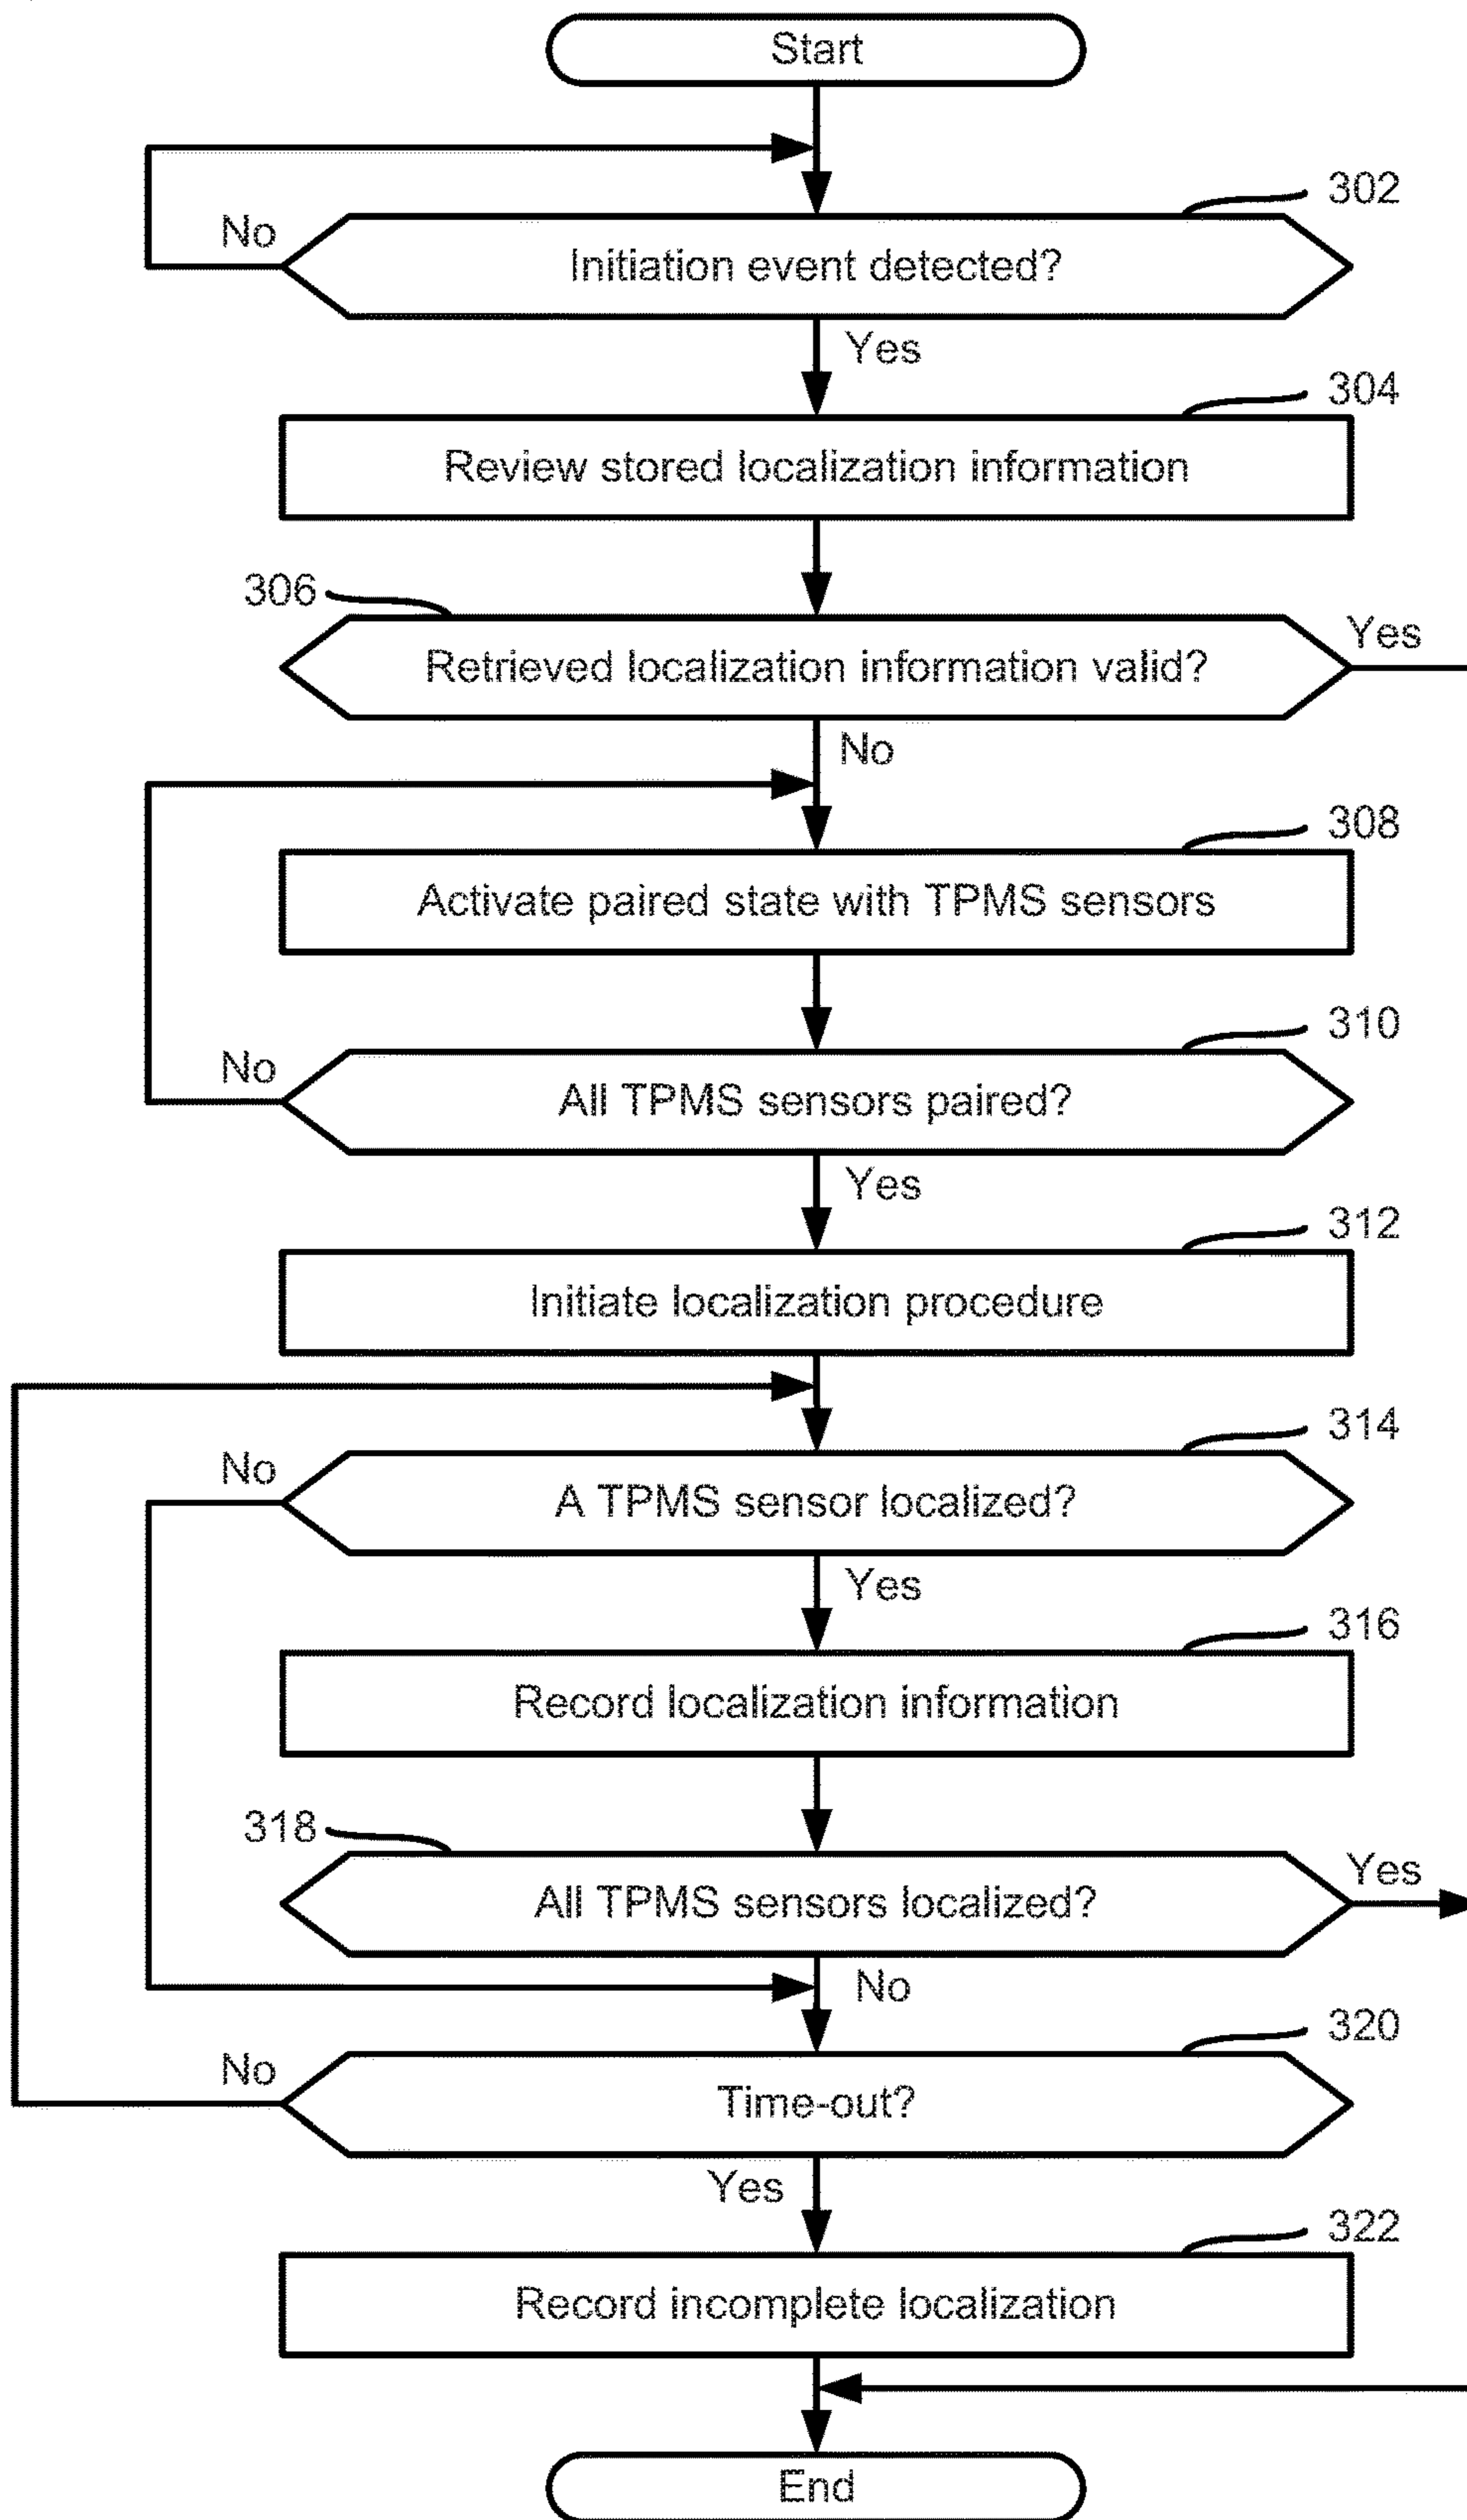 Start
302
No
Initiation event detected?
Yes
304
Review stored localization information
306
Yes
Retrieved localization information valid?
No
308
Activate paired state with TPMS sensors
310
No
All TPMS sensors paired?
Yes
312
Initiate localization procedure
314
No
A TPMS sensor localized?
Yes
316
Record localization information
318
Yes
All TPMS sensors localized?
No
320
No
Time-out?
Yes
322
Record incomplete localization
End